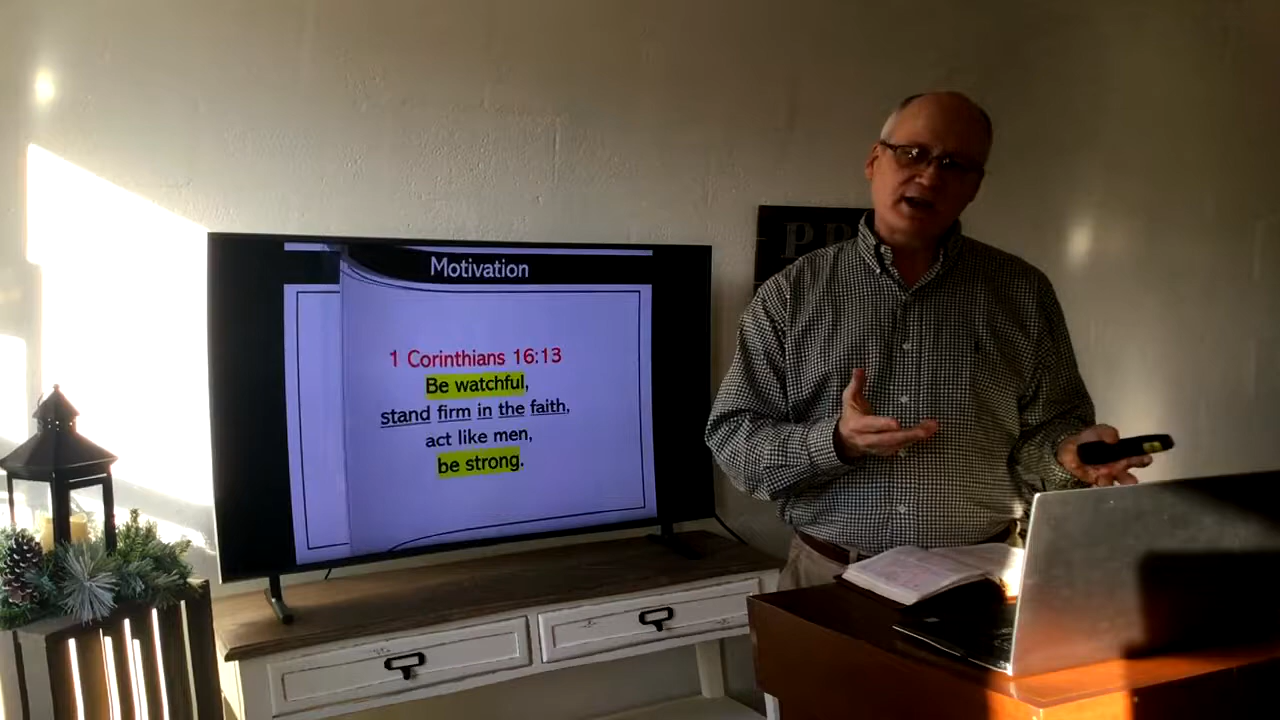 Motivation
1 Corinthians 16:13
Be watchful,
stand firm in the faith,
act like men,
be strong.